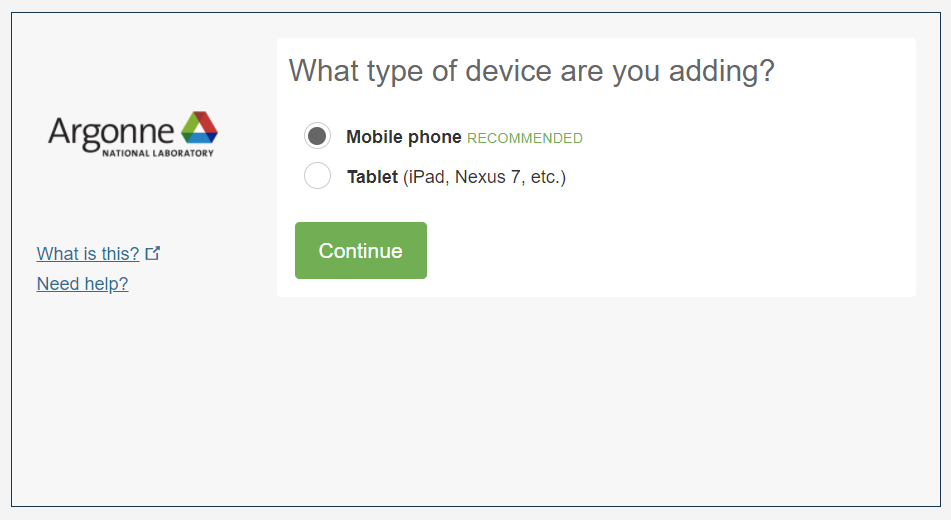 What type of device are you adding?
Argonne
NATIONAL LABORATORY
Mobile phone RECOMMENDED
Tablet (iPad, Nexus 7, etc.)
Continue
What is this?
Need help?